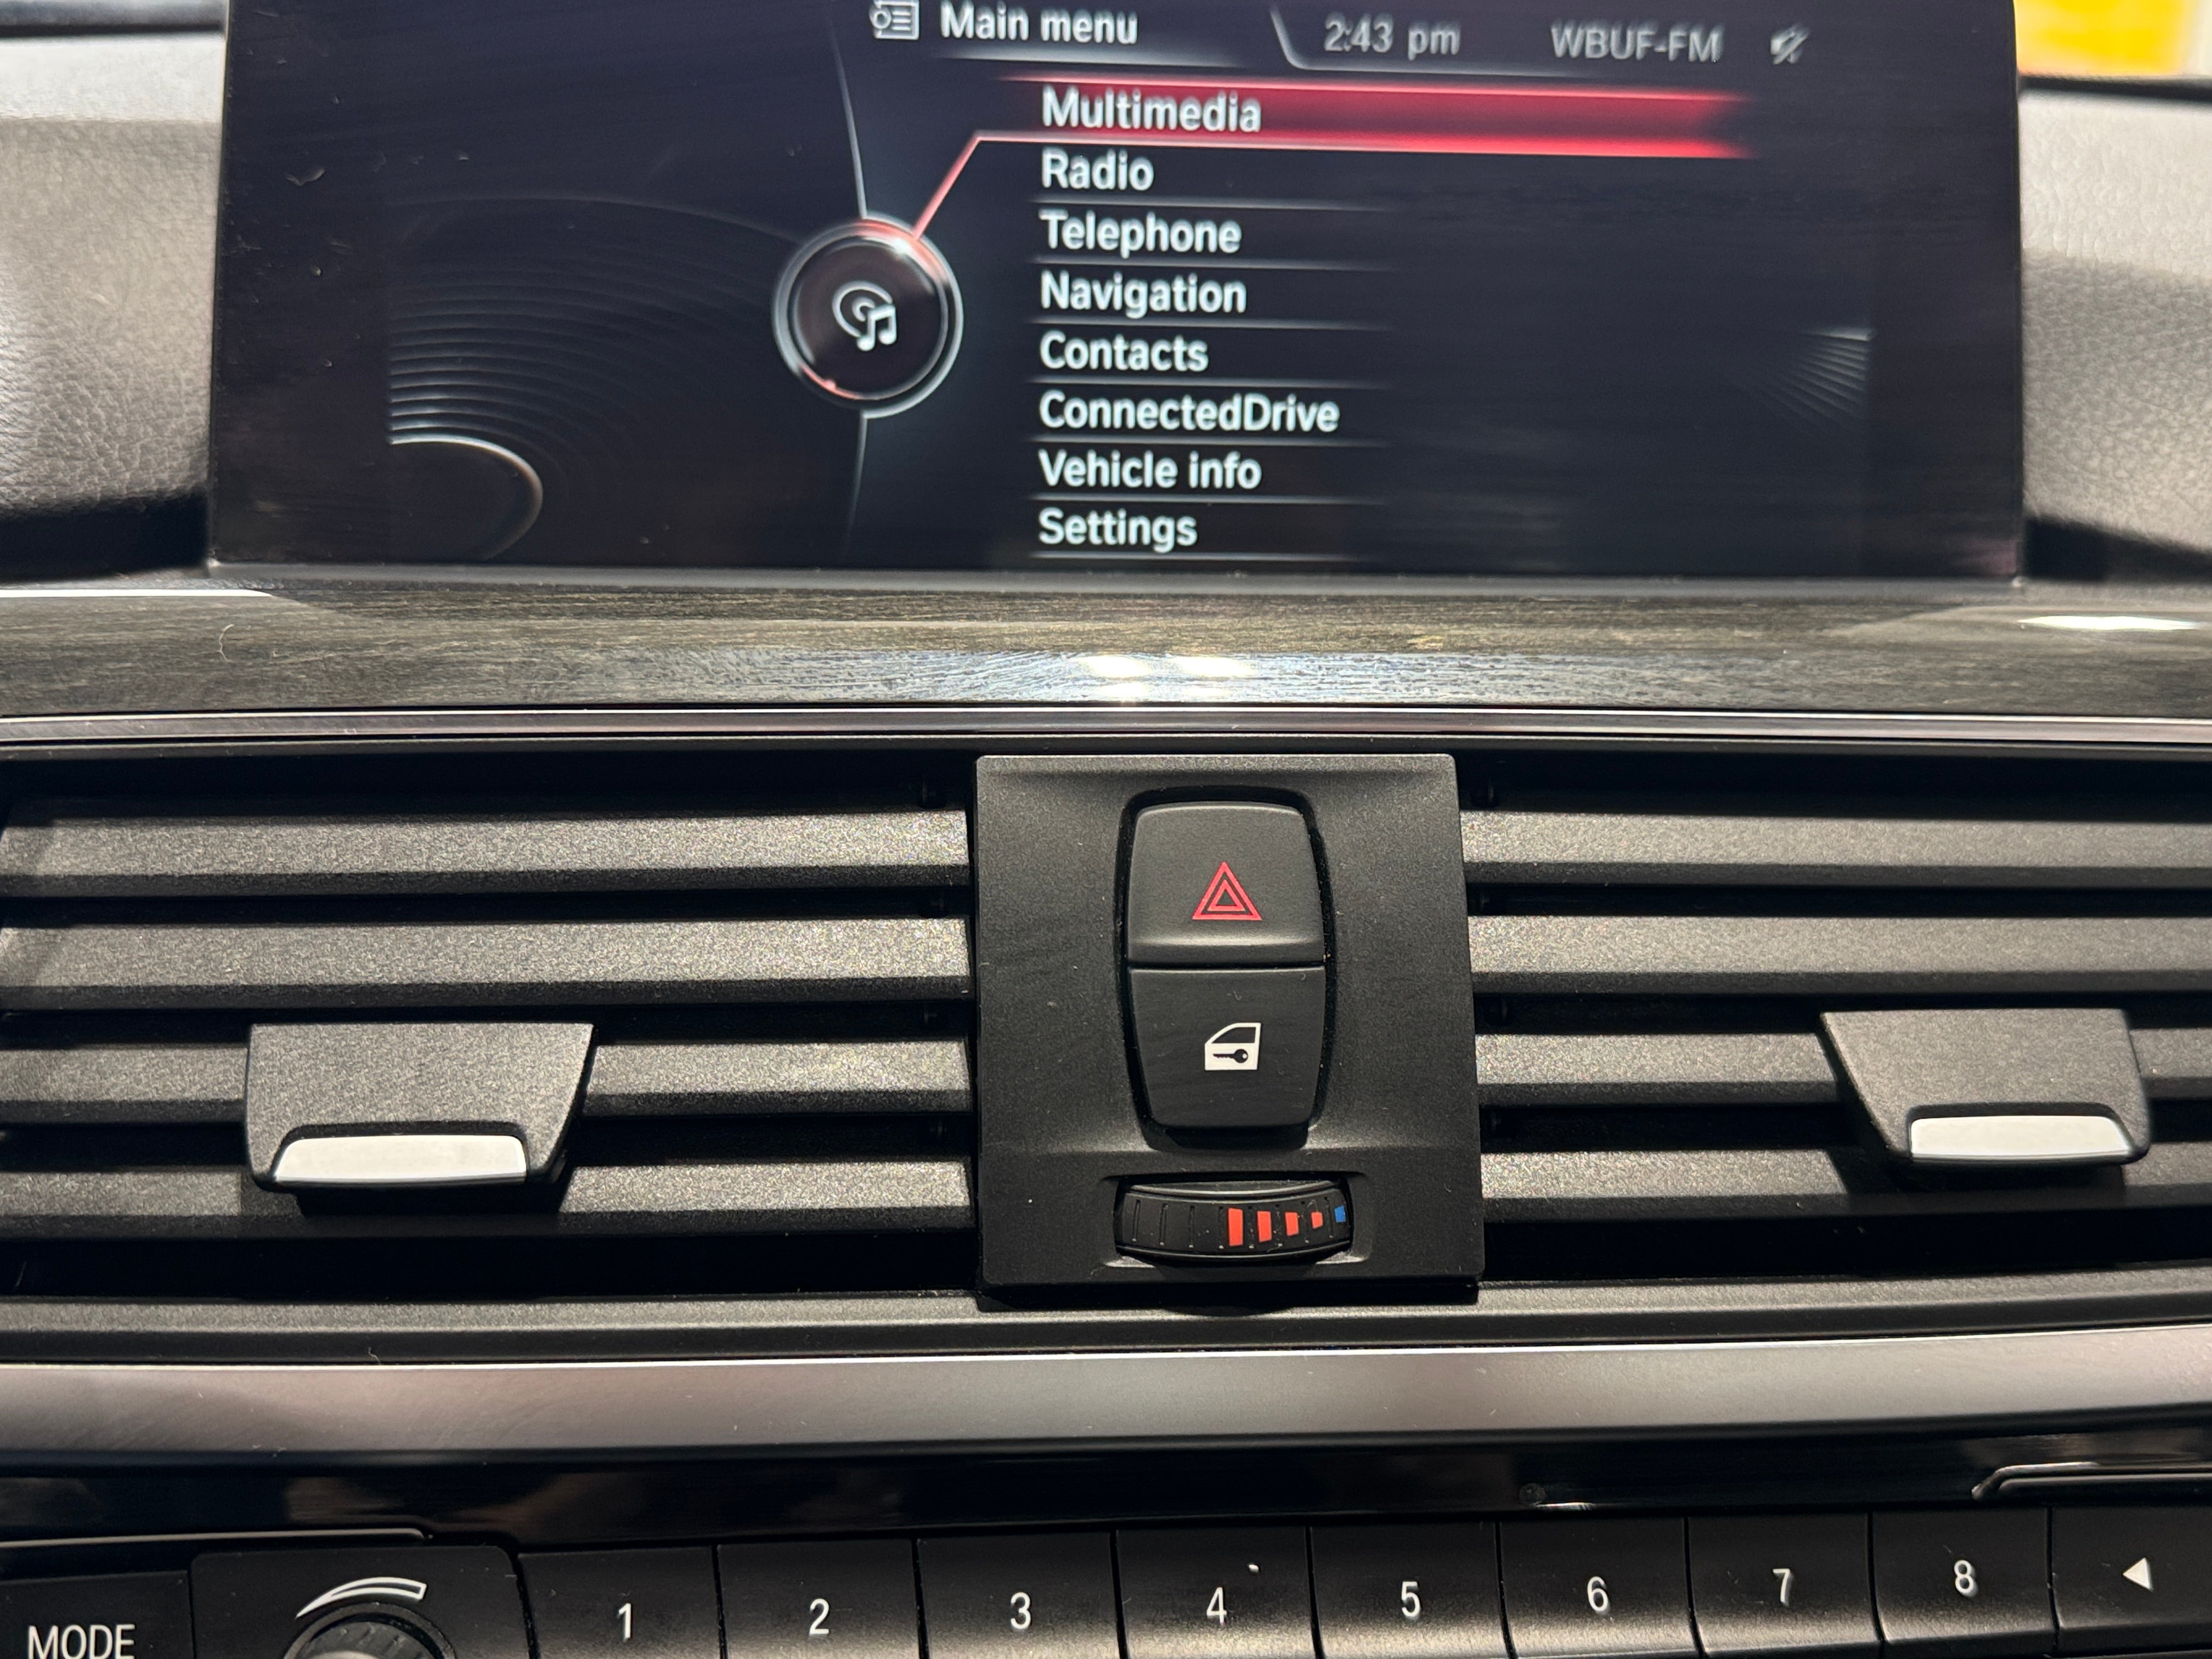 Main menu
2:43 pm
WBUF-FM
Multimedia
Radio
Telephone
Navigation
Contacts
ConnectedDrive
Vehicle info
Settings
MODE
1
2
3
4
5
6
7
8